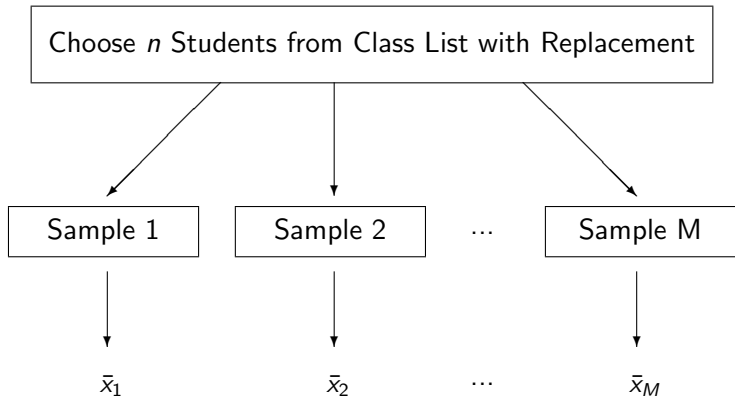 Choose n Students from Class List with Replacement
Sample 1 Sample 2 ... Sample M
x̄₁ x̄₂ ... x̄_M